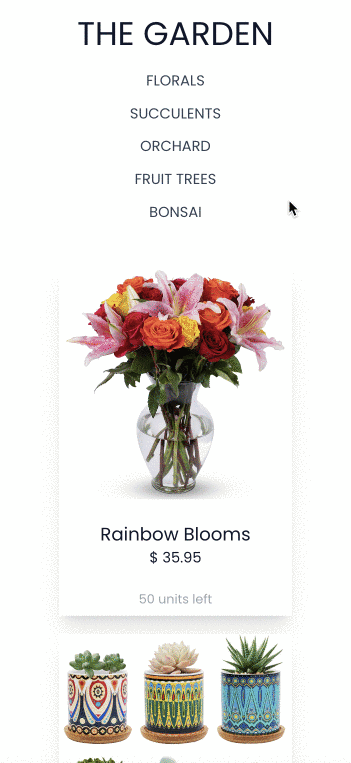 THE GARDEN
FLORALS
SUCCULENTS
ORCHARD
FRUIT TREES
BONSAI
Rainbow Blooms
$ 35.95
50 units left